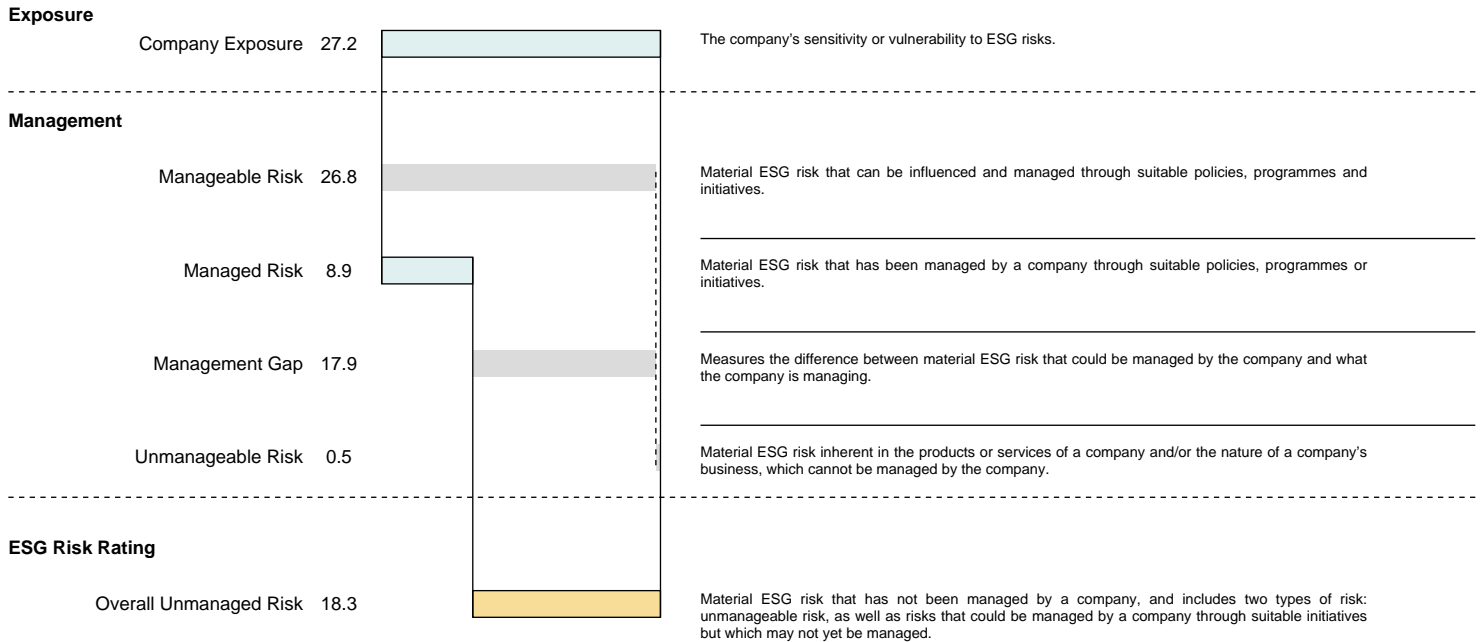 Exposure
Company Exposure 27.2
The company’s sensitivity or vulnerability to ESG risks.
Management
Manageable Risk 26.8
Material ESG risk that can be influenced and managed through suitable policies, programmes and
initiatives.
Managed Risk 8.9
Material ESG risk that has been managed by a company through suitable policies, programmes or
initiatives.
Management Gap 17.9
Measures the difference between material ESG risk that could be managed by the company and what
the company is managing.
Unmanageable Risk 0.5
Material ESG risk inherent in the products or services of a company and/or the nature of a company’s
business, which cannot be managed by the company.
ESG Risk Rating
Overall Unmanaged Risk 18.3
Material ESG risk that has not been managed by a company, and includes two types of risk:
unmanageable risk, as well as risks that could be managed by a company through suitable initiatives
but which may not yet be managed.